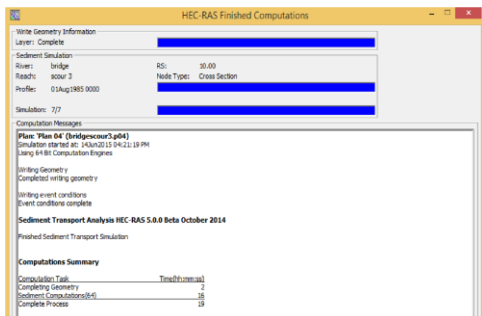 HEC-RAS Finished Computations
Write Geometry Information
Layer: Complete
Sediment Simulation
River: bridge RS: 10.00
Reach: scour 3 Node Type: Cross Section
Profile: 01Aug1985 0000
Simulation: 7/7
Computation Messages
Plan: 'Plan 04' (bridgescour3.p04)
Simulation started at: 14Jun2015 04:21:19 PM
Using 64 Bit Computation Engines
Writing Geometry
Completed writing geometry
Writing event conditions
Event conditions complete
Sediment Transport Analysis HEC-RAS 5.0.0 Beta October 2014
Finished Sediment Transport Simulation
Computations Summary
Computation Task Time(hh:mm:ss)
Completing Geometry 2
Sediment Computations(64) 16
Complete Process 19